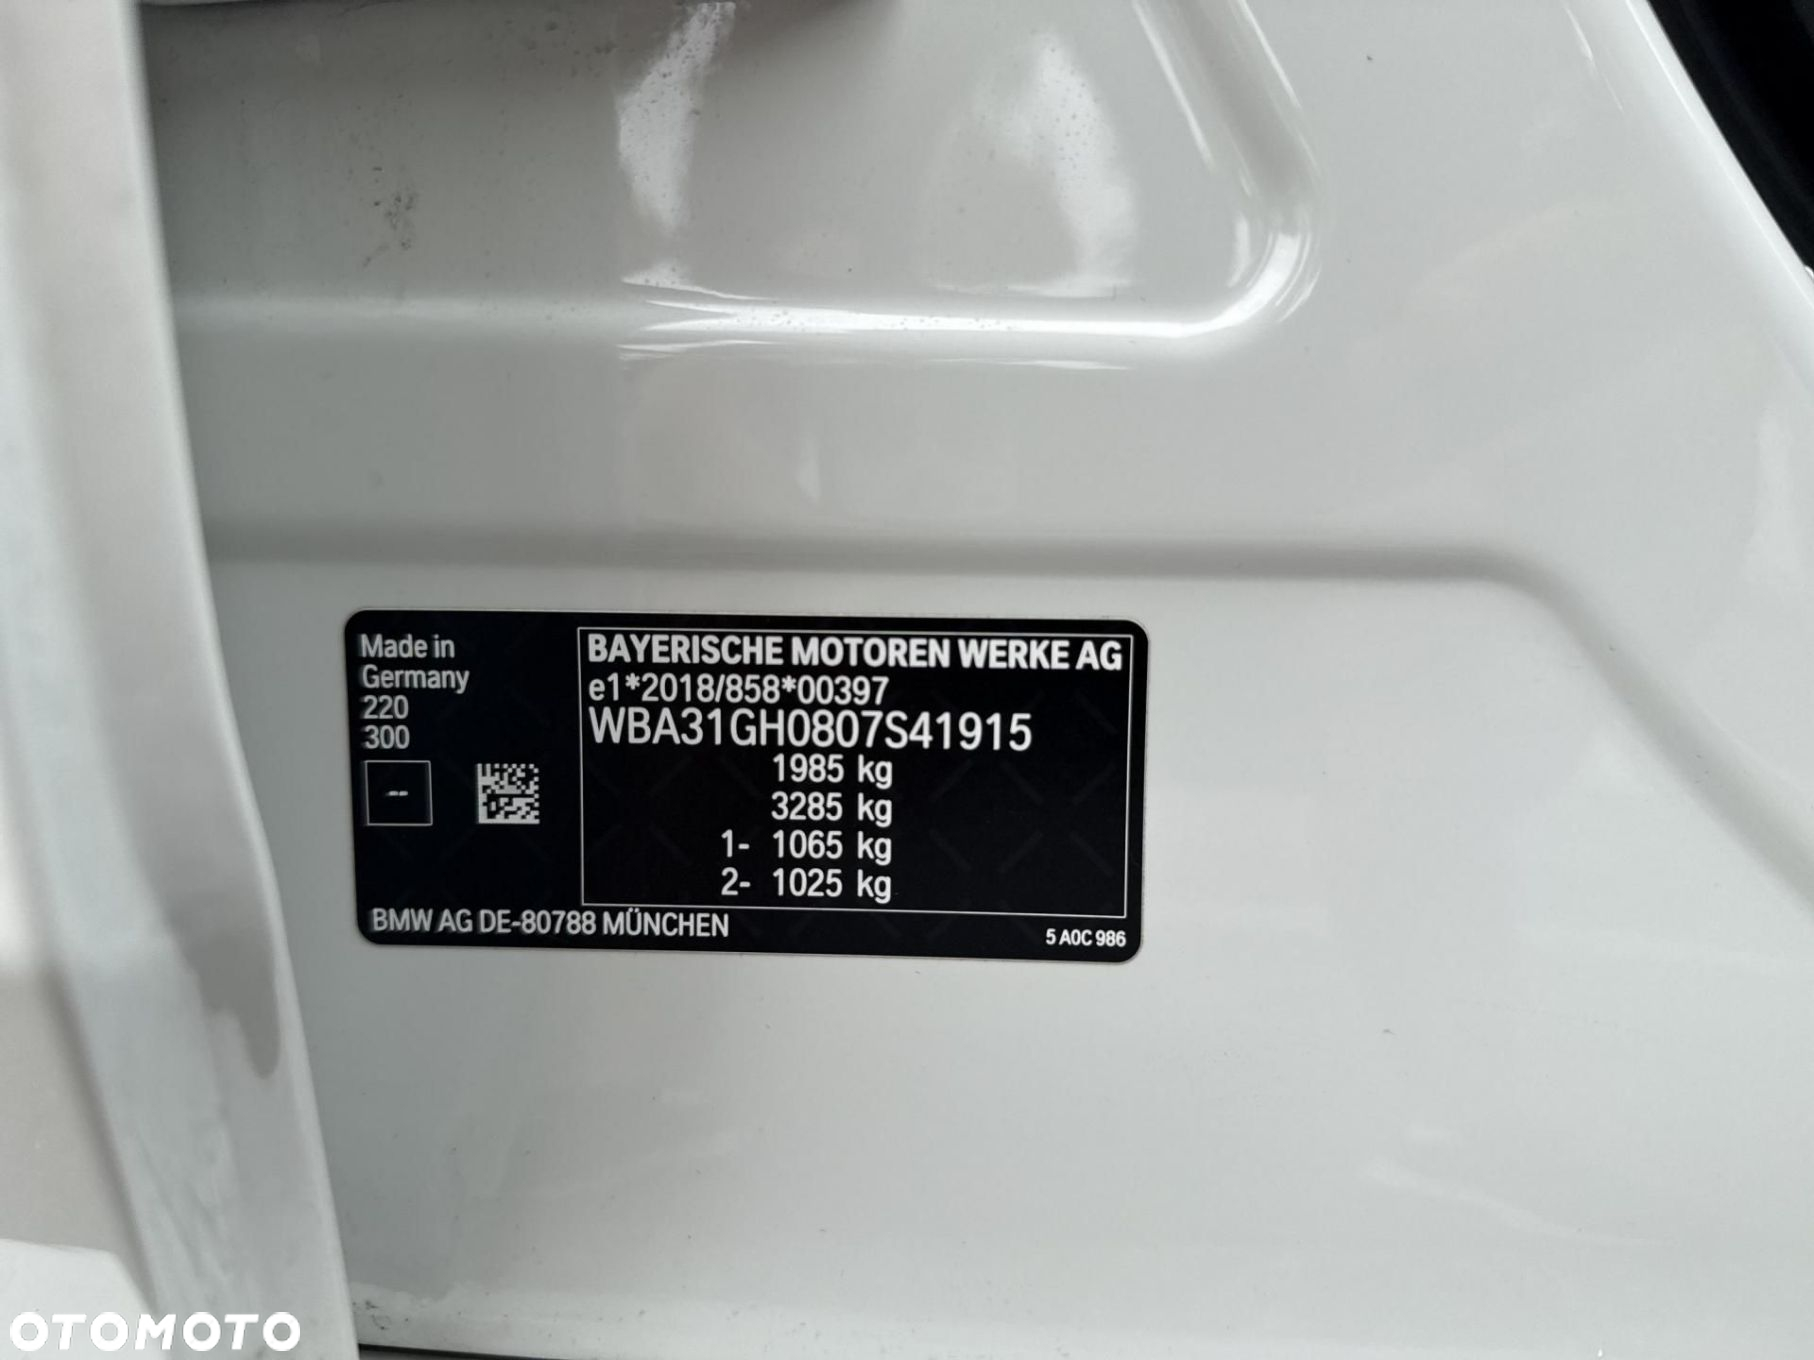 Made in
Germany
220
300
--
BAYERISCHE MOTOREN WERKE AG
e1*2018/858*00397
WBA31GH0807S41915
1985 kg
3285 kg
1- 1065 kg
2- 1025 kg
BMW AG DE-80788 MÜNCHEN
5 A0C 986
OTOMOTO